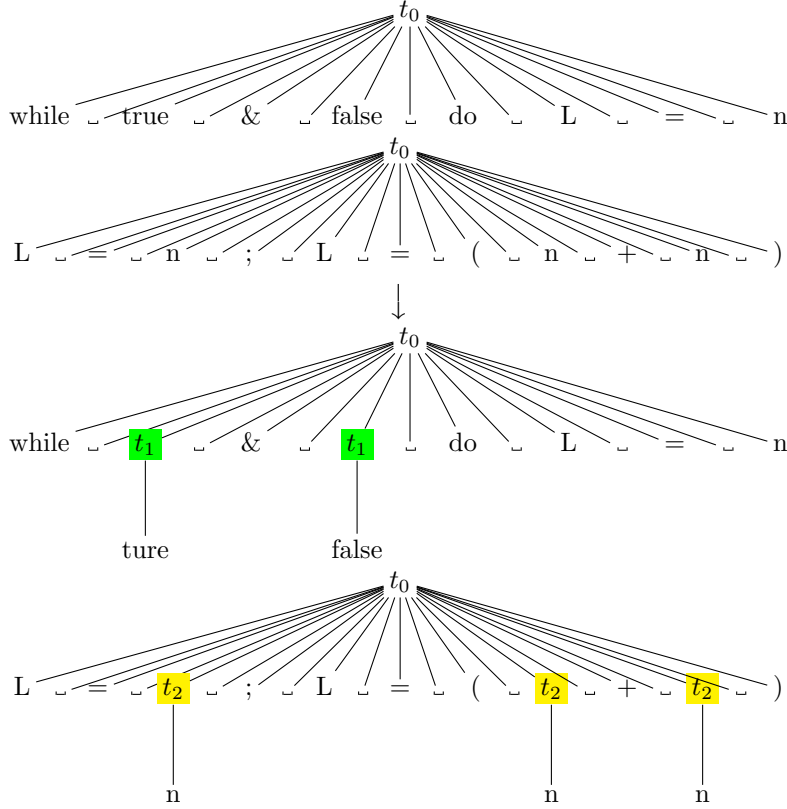 t₀
while ␣ true ␣ & ␣ false ␣ do ␣ L ␣ = ␣ n
t₀
L ␣ = ␣ n ␣ ; ␣ L ␣ = ␣ ( ␣ n ␣ + ␣ n ␣ )
↓
t₀
while ␣ t₁ ␣ & ␣ t₁ ␣ do ␣ L ␣ = ␣ n
ture false
t₀
L ␣ = ␣ t₂ ␣ ; ␣ L ␣ = ␣ ( ␣ t₂ ␣ + ␣ t₂ ␣ )
n n n